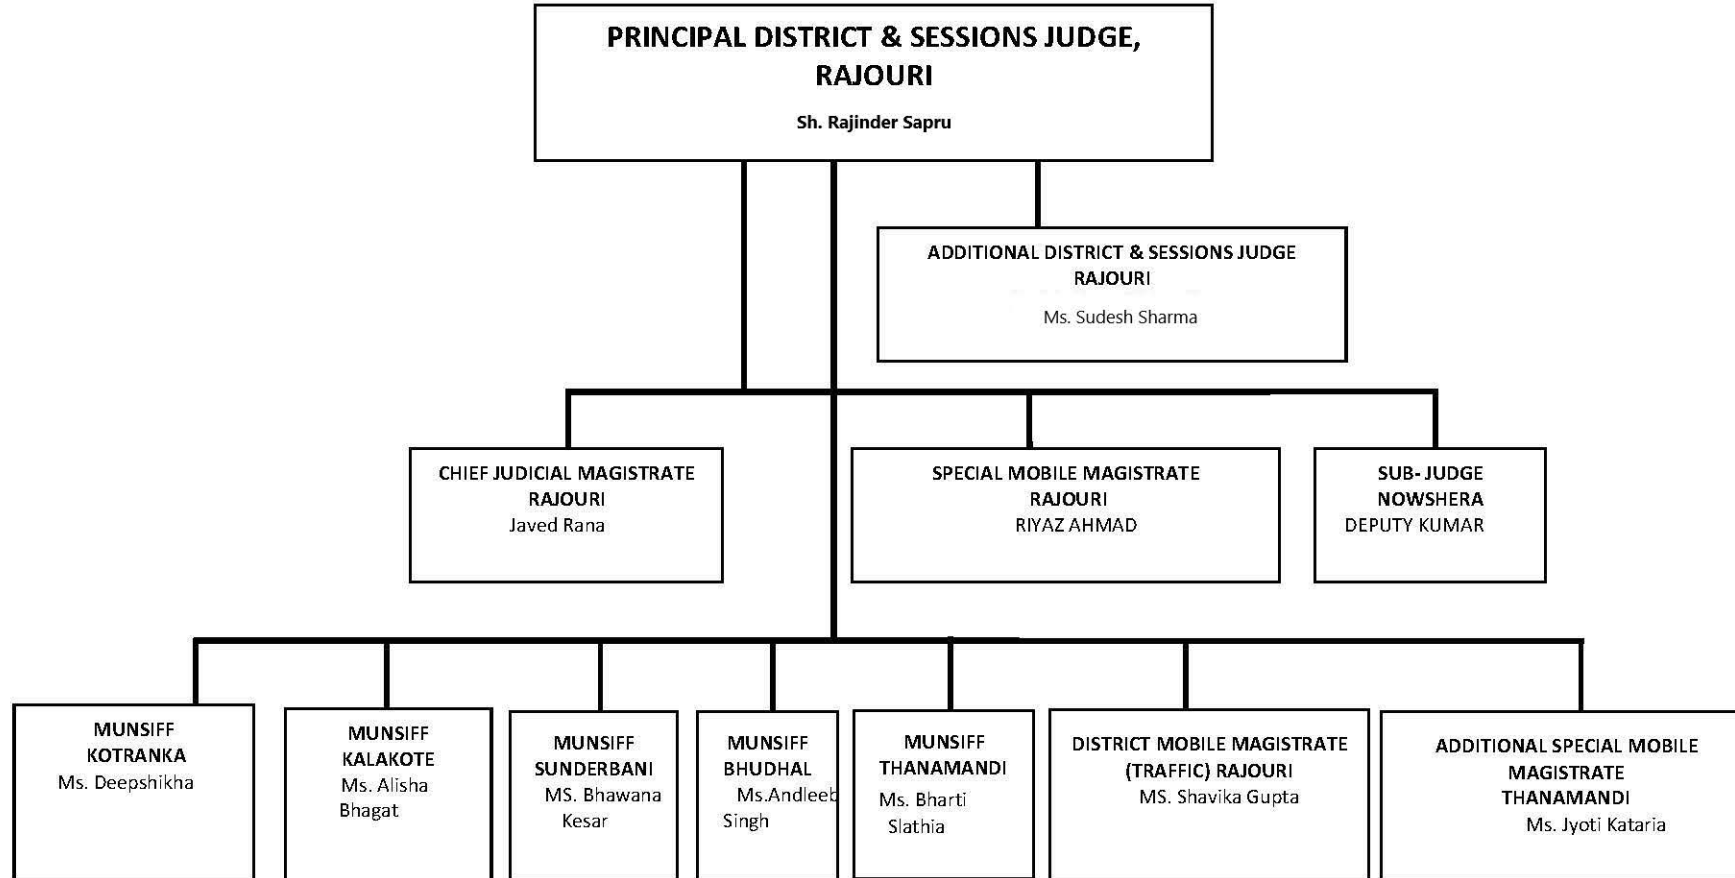 PRINCIPAL DISTRICT & SESSIONS JUDGE,
RAJOURI
Sh. Rajinder Sapru
ADDITIONAL DISTRICT & SESSIONS JUDGE
RAJOURI
Ms. Sudesh Sharma
CHIEF JUDICIAL MAGISTRATE
RAJOURI
Javed Rana
SPECIAL MOBILE MAGISTRATE
RAJOURI
RIYAZ AHMAD
SUB- JUDGE
NOWSHERA
DEPUTY KUMAR
MUNSIFF
KOTRANKA
Ms. Deepshikha
MUNSIFF
KALAKOTE
Ms. Alisha
Bhagat
MUNSIFF
SUNDERBANI
MS. Bhawana
Kesar
MUNSIFF
BHUDHAL
Ms.Andleeb
Singh
MUNSIFF
THANAMANDI
Ms. Bharti
Slathia
DISTRICT MOBILE MAGISTRATE
(TRAFFIC) RAJOURI
MS. Shavika Gupta
ADDITIONAL SPECIAL MOBILE
MAGISTRATE
THANAMANDI
Ms. Jyoti Kataria